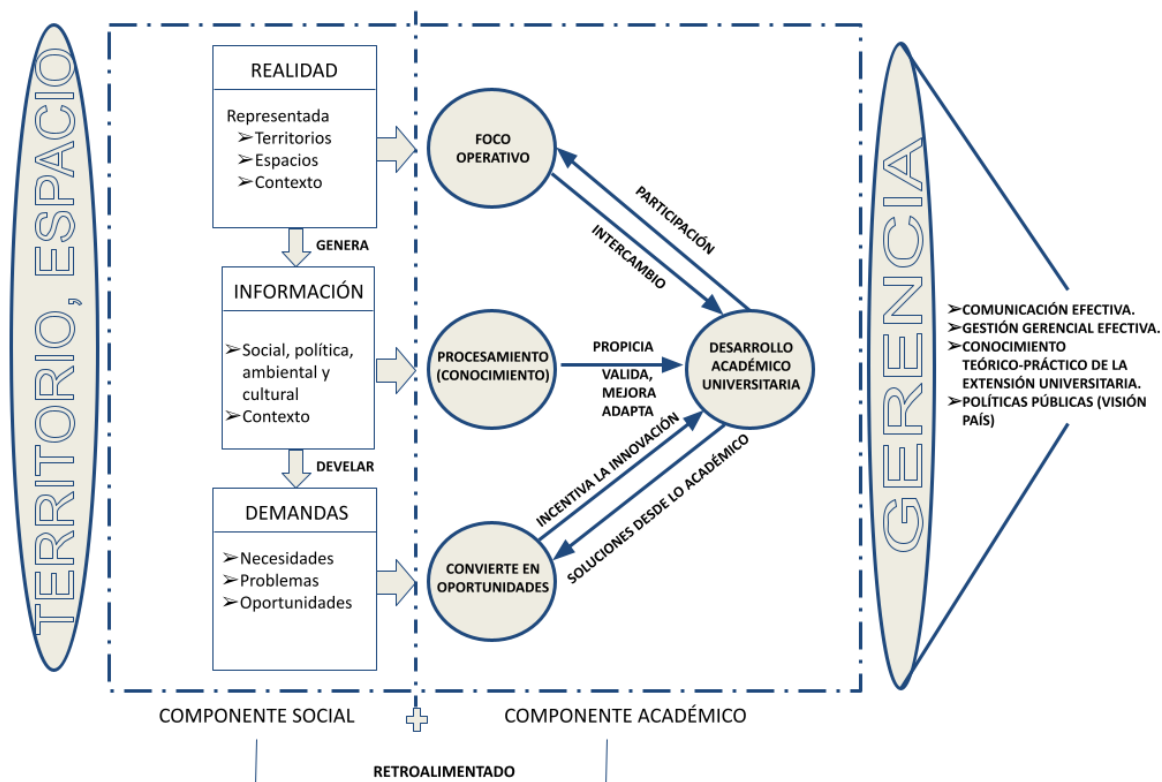 TERRITORIO, ESPACIO
REALIDAD
Representada
➢Territorios
➢Espacios
➢Contexto
GENERA
INFORMACIÓN
➢Social, política,
ambiental y
cultural
➢Contexto
DEVELAR
DEMANDAS
➢Necesidades
➢Problemas
➢Oportunidades
FOCO
OPERATIVO
PARTICIPACIÓN
INTERCAMBIO
PROCESAMIENTO
(CONOCIMIENTO)
PROPICIA
VALIDA,
MEJORA
ADAPTA
DESARROLLO
ACADÉMICO
UNIVERSITARIA
INCENTIVA LA INNOVACIÓN
SOLUCIONES DESDE LO ACADÉMICO
CONVIERTE EN
OPORTUNIDADES
GERENCIA
➢COMUNICACIÓN EFECTIVA.
➢GESTIÓN GERENCIAL EFECTIVA.
➢CONOCIMIENTO
TEÓRICO-PRÁCTICO DE LA
EXTENSIÓN UNIVERSITARIA.
➢POLÍTICAS PÚBLICAS (VISIÓN
PAÍS)
COMPONENTE SOCIAL
COMPONENTE ACADÉMICO
RETROALIMENTADO